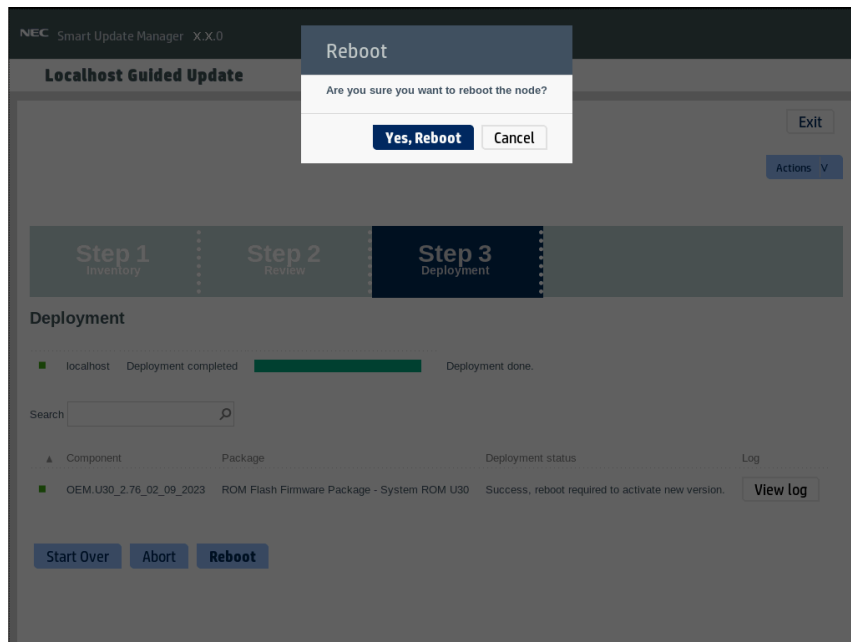 NEC Smart Update Manager X.X.0
Reboot
Localhost Guided Update
Are you sure you want to reboot the node?
Yes, Reboot Cancel
Exit
Actions V
Step 1 Step 2 Step 3
Inventory Review Deployment
Deployment
localhost Deployment completed Deployment done.
Search
Component Package Deployment status Log
OEM.U30_2.76_02_09_2023 ROM Flash Firmware Package - System ROM U30 Success, reboot required to activate new version. View log
Start Over Abort Reboot